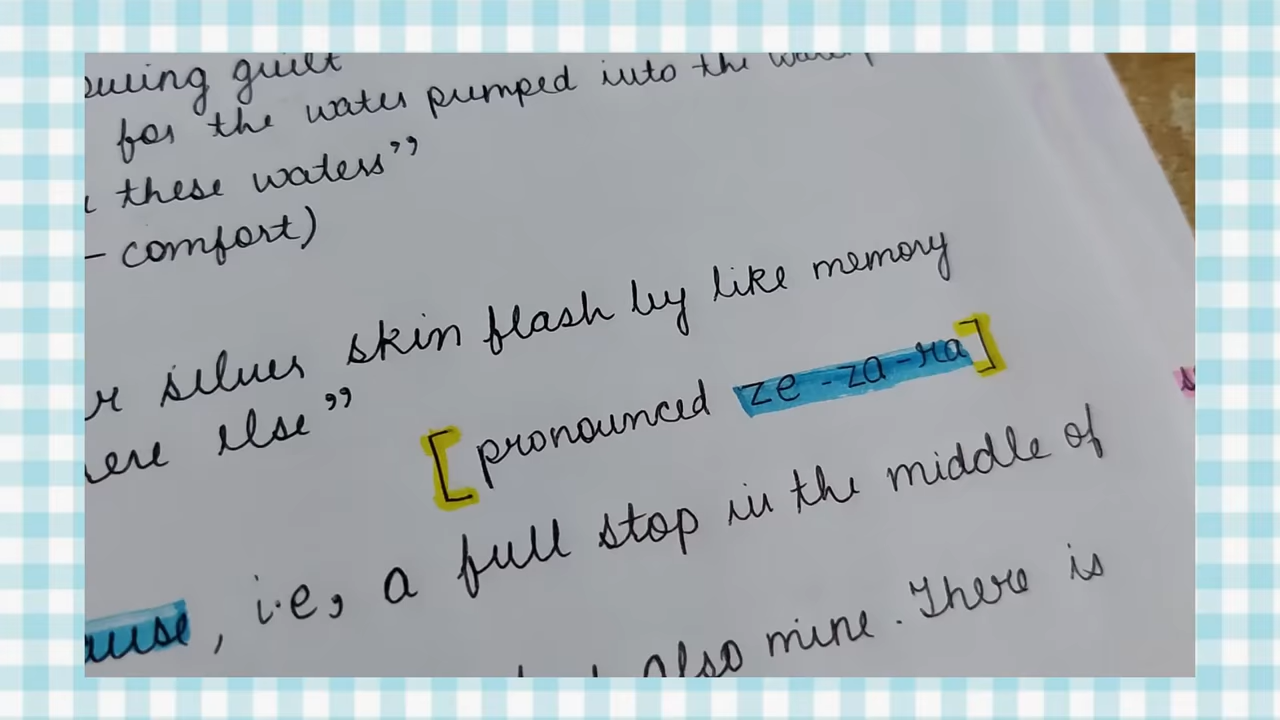 guilt
for the water pumped into the
these waters”
– comfort)
silver skin flash by like memory
else”
[pronounced ze - za - ra]
, i.e, a full stop in the middle of
also mine. There is